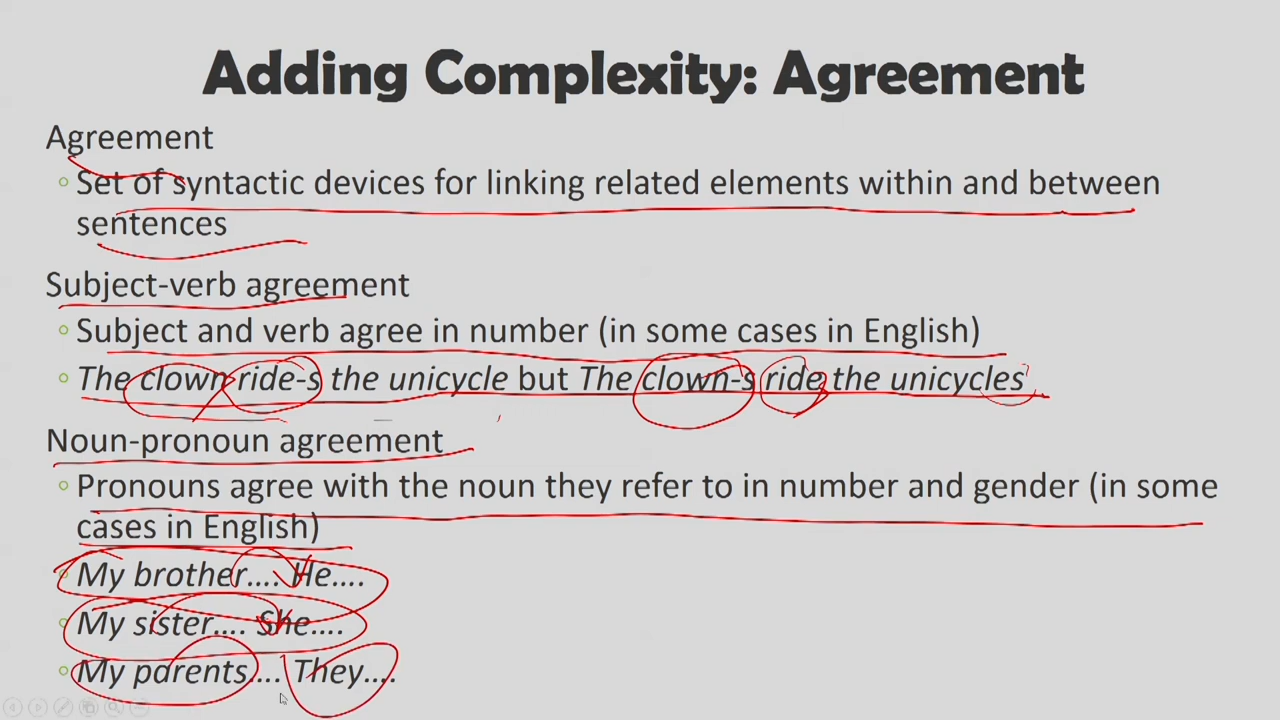 Adding Complexity: Agreement
Agreement
◦ Set of syntactic devices for linking related elements within and between
sentences
Subject-verb agreement
◦ Subject and verb agree in number (in some cases in English)
◦ The clown ride-s the unicycle but The clown-s ride the unicycles
Noun-pronoun agreement
◦ Pronouns agree with the noun they refer to in number and gender (in some
cases in English)
◦ My brother…. He….
◦ My sister…. She….
◦ My parents…. They….